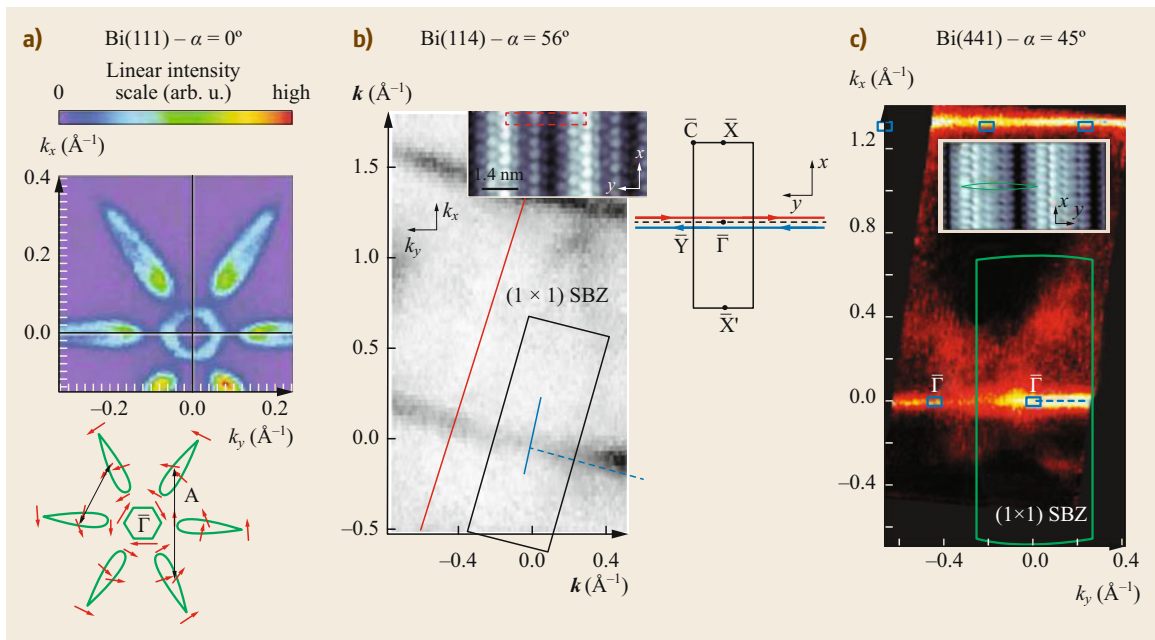 a)
Bi(111) – α = 0°
Linear intensity
0 scale (arb. u.) high
kx (Å⁻¹)
0.4
0.2
0.0
–0.2 0.0 0.2
ky (Å⁻¹)
A
Γ̄
b)
Bi(114) – α = 56°
k (Å⁻¹)
1.5
1.0
0.5
0.0
–0.5
0.0 0.4
k (Å⁻¹)
1.4 nm
x
y
kx
ky
(1 × 1) SBZ
C̄ X̄
x
y
Ȳ Γ̄
X̄'
c)
Bi(441) – α = 45°
kx (Å⁻¹)
1.2
0.8
0.4
0.0
–0.4
x
y
Γ̄ Γ̄
(1×1) SBZ
–0.4 0.0 0.4
ky (Å⁻¹)